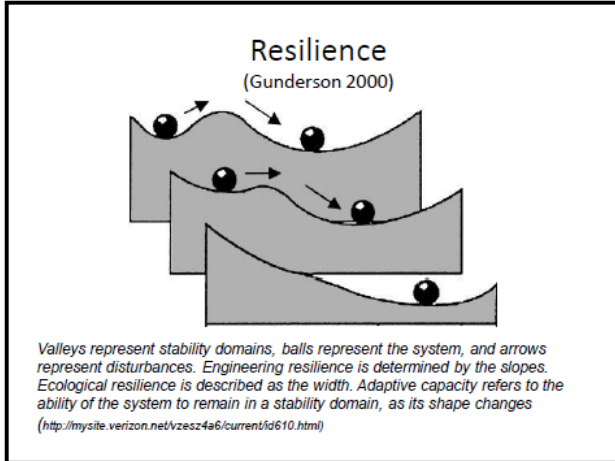 Resilience
(Gunderson 2000)
Valleys represent stability domains, balls represent the system, and arrows
represent disturbances. Engineering resilience is determined by the slopes.
Ecological resilience is described as the width. Adaptive capacity refers to the
ability of the system to remain in a stability domain, as its shape changes
(http://mysite.verizon.net/vzesz4a6/current/id610.html)